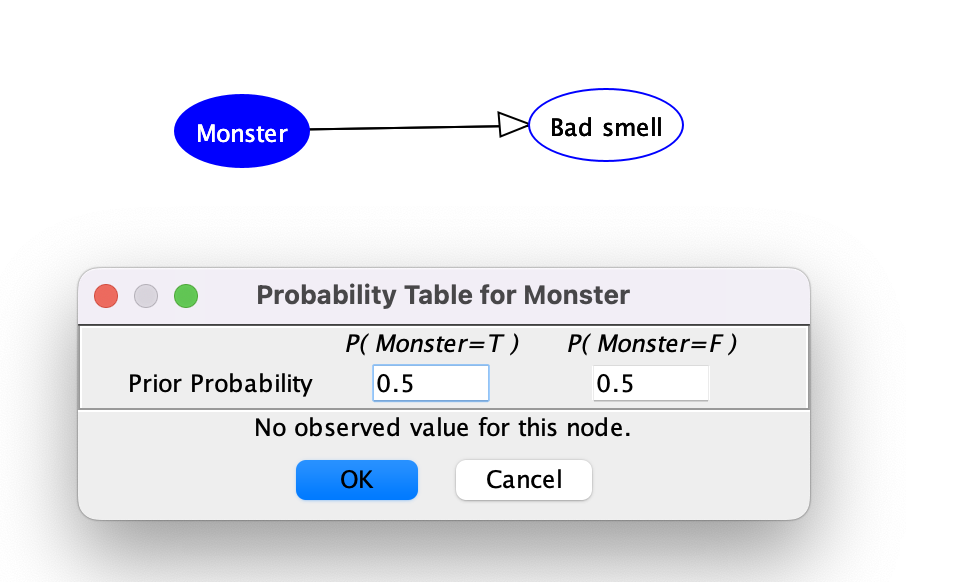 Monster
Bad smell
Probability Table for Monster
P( Monster=T ) P( Monster=F )
Prior Probability 0.5 0.5
No observed value for this node.
OK Cancel